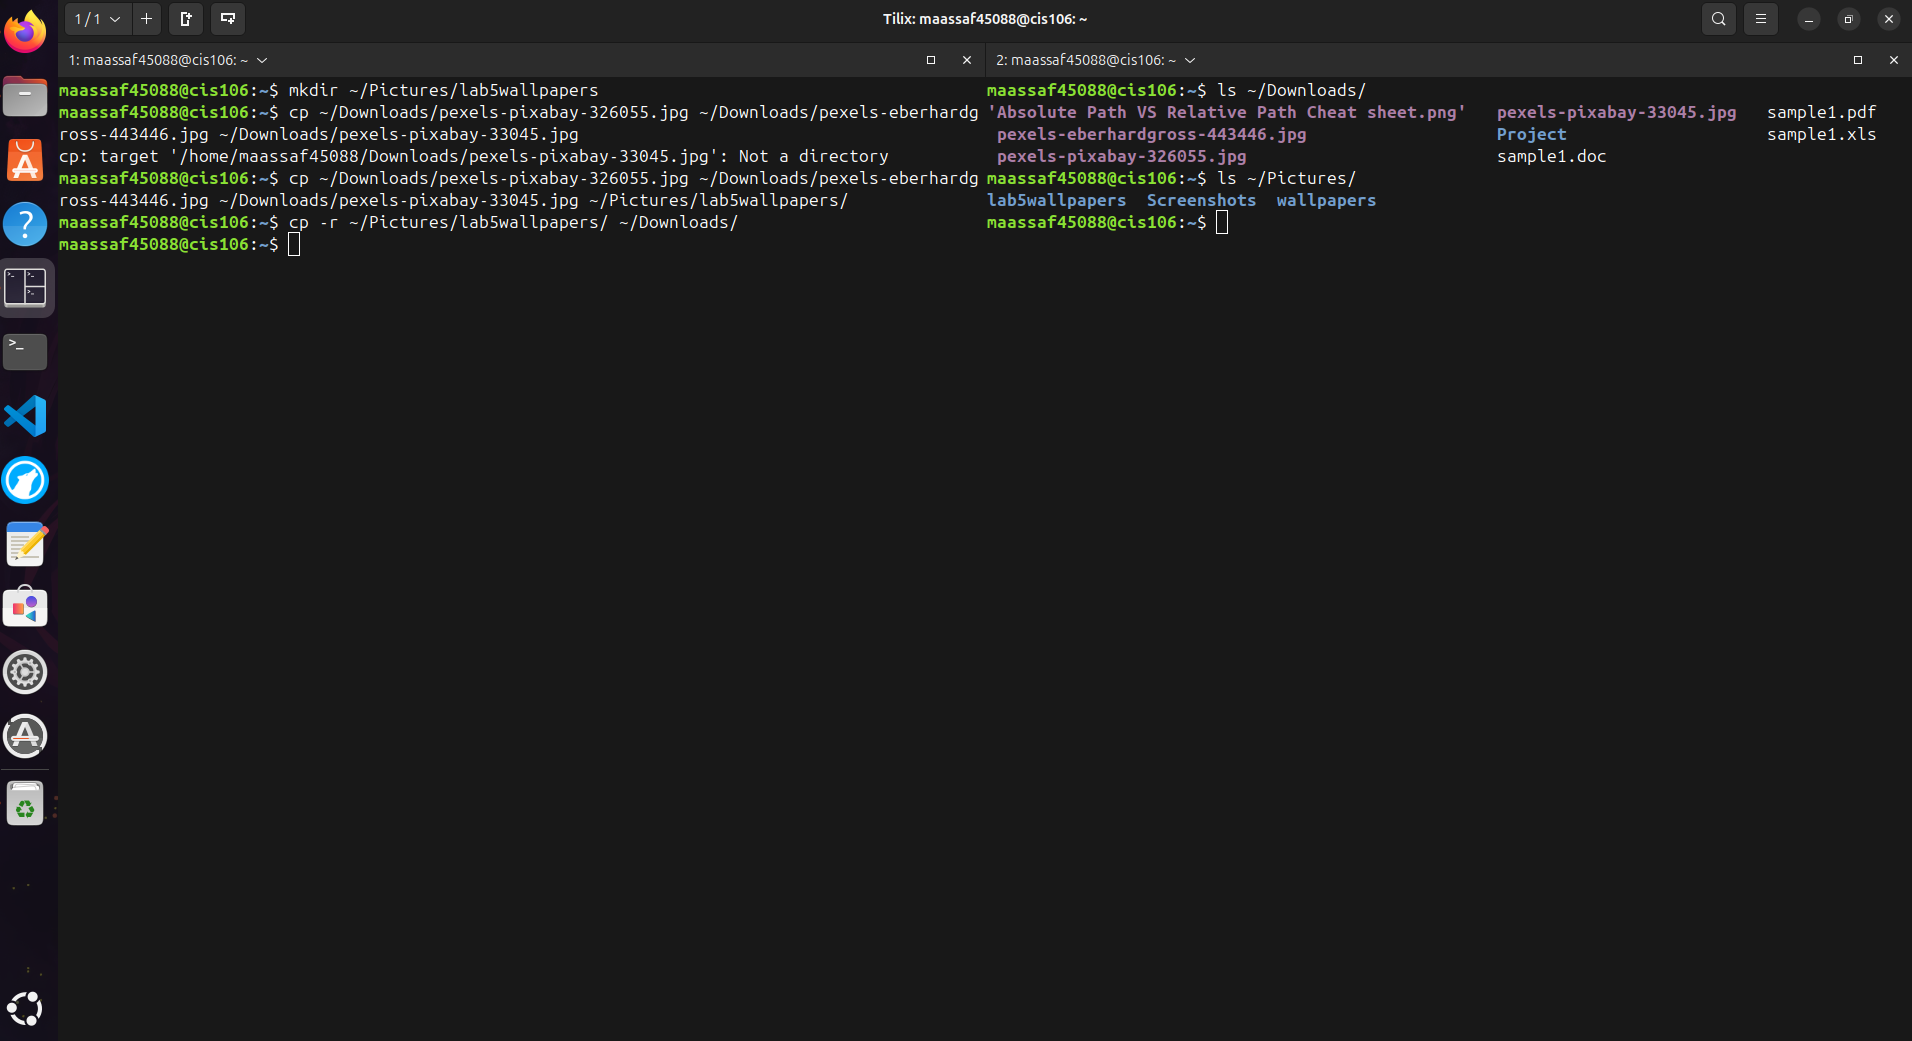 1 / 1
Tilix: maassaf45088@cis106: ~
1: maassaf45088@cis106: ~
maassaf45088@cis106:~$ mkdir ~/Pictures/lab5wallpapers
maassaf45088@cis106:~$ cp ~/Downloads/pexels-pixabay-326055.jpg ~/Downloads/pexels-eberhardg
ross-443446.jpg ~/Downloads/pexels-pixabay-33045.jpg
cp: target '/home/maassaf45088/Downloads/pexels-pixabay-33045.jpg': Not a directory
maassaf45088@cis106:~$ cp ~/Downloads/pexels-pixabay-326055.jpg ~/Downloads/pexels-eberhardg
ross-443446.jpg ~/Downloads/pexels-pixabay-33045.jpg ~/Pictures/lab5wallpapers/
maassaf45088@cis106:~$ cp -r ~/Pictures/lab5wallpapers/ ~/Downloads/
maassaf45088@cis106:~$
2: maassaf45088@cis106: ~
maassaf45088@cis106:~$ ls ~/Downloads/
'Absolute Path VS Relative Path Cheat sheet.png'   pexels-pixabay-33045.jpg   sample1.pdf
pexels-eberhardgross-443446.jpg   Project   sample1.xls
pexels-pixabay-326055.jpg   sample1.doc
maassaf45088@cis106:~$ ls ~/Pictures/
lab5wallpapers  Screenshots  wallpapers
maassaf45088@cis106:~$